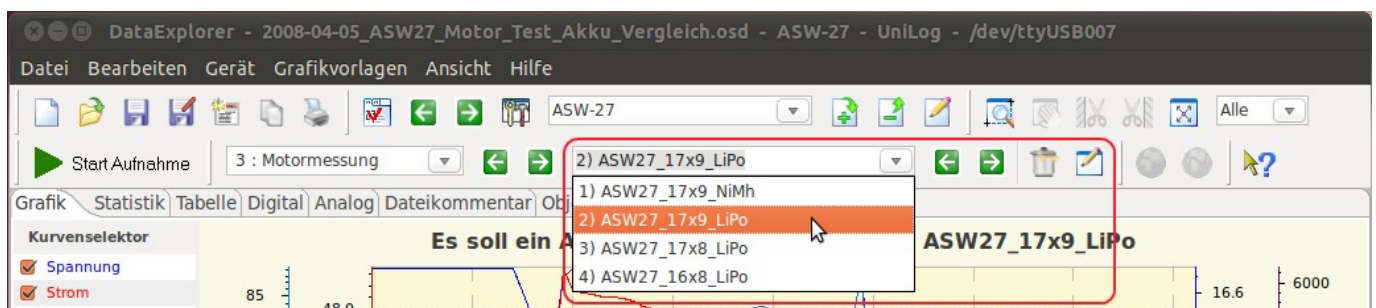 DataExplorer - 2008-04-05_ASW27_Motor_Test_Akku_Vergleich.osd - ASW-27 - UniLog - /dev/ttyUSB007
Datei Bearbeiten Gerät Grafikvorlagen Ansicht Hilfe
ASW-27 Alle
Start Aufnahme 3 : Motormessung 2) ASW27_17x9_LiPo
1) ASW27_17x9_NiMh
2) ASW27_17x9_LiPo
3) ASW27_17x8_LiPo
4) ASW27_16x8_LiPo
Grafik Statistik Tabelle Digital Analog Dateikommentar
Kurvenselektor Es soll ein ASW27_17x9_LiPo
Spannung
Strom 85 16.6 6000